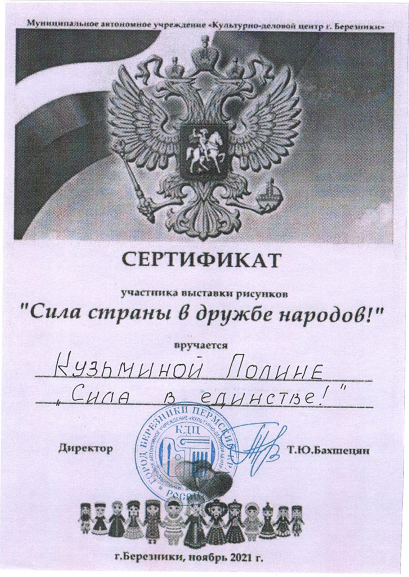 Муниципальное автономное учреждение «Культурно-деловой центр г. Березники»
СЕРТИФИКАТ
участника выставки рисунков
"Сила страны в дружбе народов!"
вручается
Кузьминой Полине
„Сила в единстве!"
КДЦ
Директор
Т.Ю.Бахшецян
г.Березники, ноябрь 2021 г.